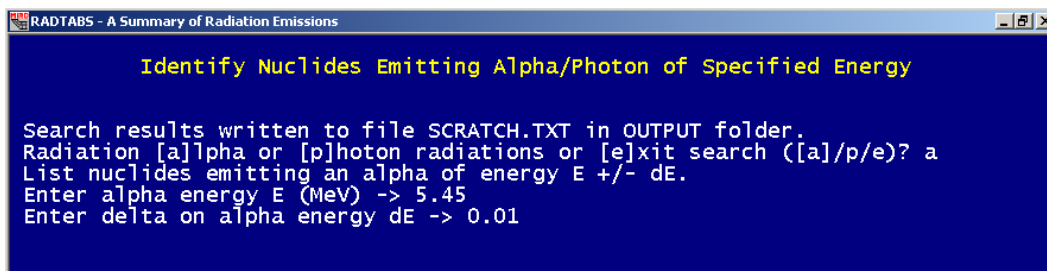 RADTABS - A Summary of Radiation Emissions
Identify Nuclides Emitting Alpha/Photon of Specified Energy
Search results written to file SCRATCH.TXT in OUTPUT folder.
Radiation [a]lpha or [p]hoton radiations or [e]xit search ([a]/p/e)? a
List nuclides emitting an alpha of energy E +/- dE.
Enter alpha energy E (MeV) -> 5.45
Enter delta on alpha energy dE -> 0.01